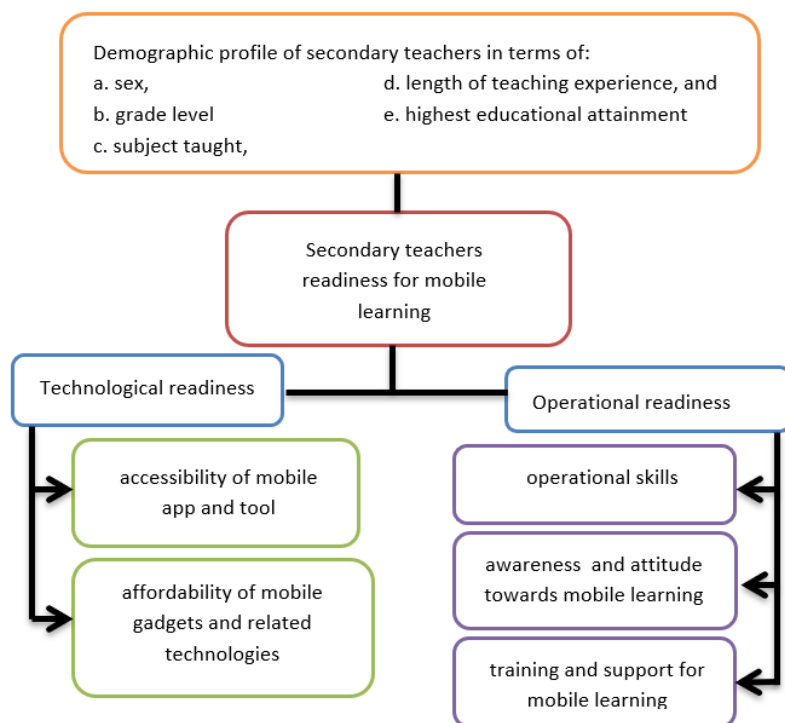 Demographic profile of secondary teachers in terms of:
a. sex,
d. length of teaching experience, and
b. grade level
e. highest educational attainment
c. subject taught,
Secondary teachers
readiness for mobile
learning
Technological readiness
Operational readiness
accessibility of mobile
app and tool
affordability of mobile
gadgets and related
technologies
operational skills
awareness and attitude
towards mobile learning
training and support for
mobile learning